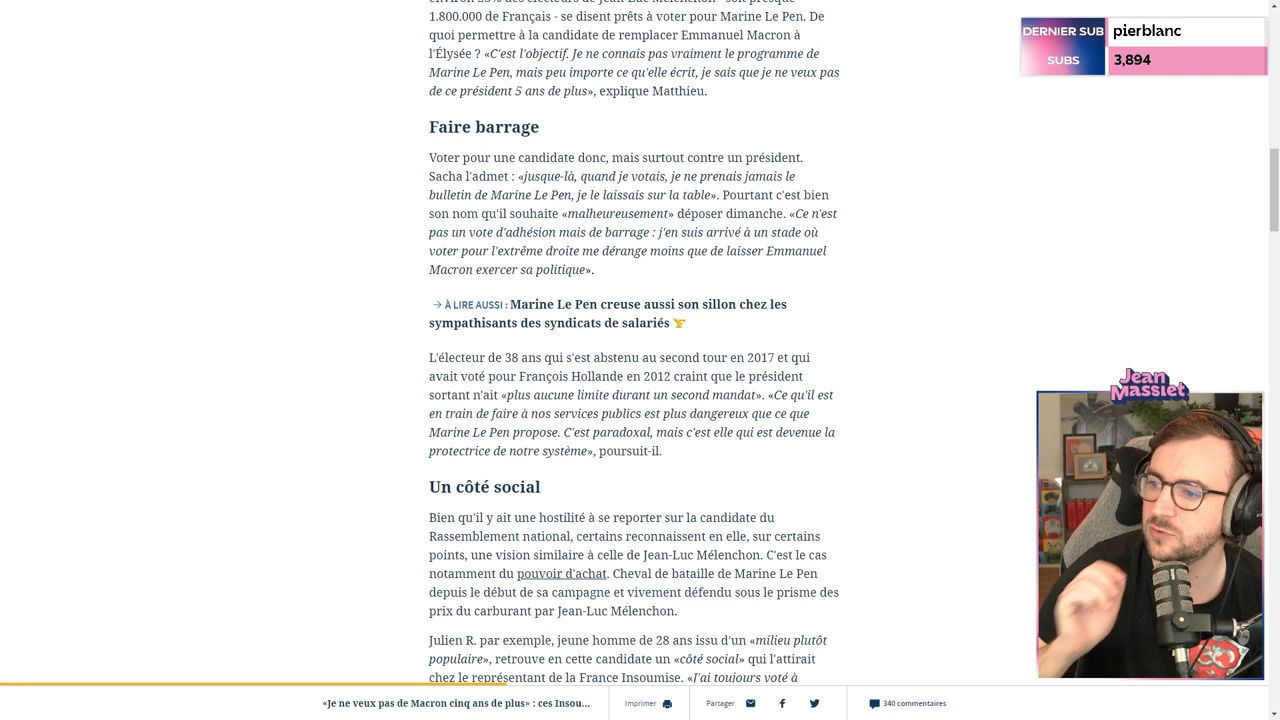 1.800.000 de Français - se disent prêts à voter pour Marine Le Pen. De
quoi permettre à la candidate de remplacer Emmanuel Macron à
l'Élysée ? «C'est l'objectif. Je ne connais pas vraiment le programme de
Marine Le Pen, mais peu importe ce qu'elle écrit, je sais que je ne veux pas
de ce président 5 ans de plus», explique Matthieu.
Faire barrage
Voter pour une candidate donc, mais surtout contre un président.
Sacha l'admet : «jusque-là, quand je votais, je ne prenais jamais le
bulletin de Marine Le Pen, je le laissais sur la table». Pourtant c'est bien
son nom qu'il souhaite «malheureusement» déposer dimanche. «Ce n'est
pas un vote d'adhésion mais de barrage : j'en suis arrivé à un stade où
voter pour l'extrême droite me dérange moins que de laisser Emmanuel
Macron exercer sa politique».
→ À LIRE AUSSI : Marine Le Pen creuse aussi son sillon chez les
sympathisants des syndicats de salariés
L'électeur de 38 ans qui s'est abstenu au second tour en 2017 et qui
avait voté pour François Hollande en 2012 craint que le président
sortant n'ait «plus aucune limite durant un second mandat». «Ce qu'il est
en train de faire à nos services publics est plus dangereux que ce que
Marine Le Pen propose. C'est paradoxal, mais c'est elle qui est devenue la
protectrice de notre système», poursuit-il.
Un côté social
Bien qu'il y ait une hostilité à se reporter sur la candidate du
Rassemblement national, certains reconnaissent en elle, sur certains
points, une vision similaire à celle de Jean-Luc Mélenchon. C'est le cas
notamment du pouvoir d'achat. Cheval de bataille de Marine Le Pen
depuis le début de sa campagne et vivement défendu sous le prisme des
prix du carburant par Jean-Luc Mélenchon.
Julien R. par exemple, jeune homme de 28 ans issu d'un «milieu plutôt
populaire», retrouve en cette candidate un «côté social» qui l'attirait
chez le représentant de la France Insoumise. «J'ai toujours voté à
«Je ne veux pas de Macron cinq ans de plus» : ces Insou...
Imprimer
Partager
340 commentaires
DERNIER SUB pierblanc
SUBS 3,894
Jean
Massiet